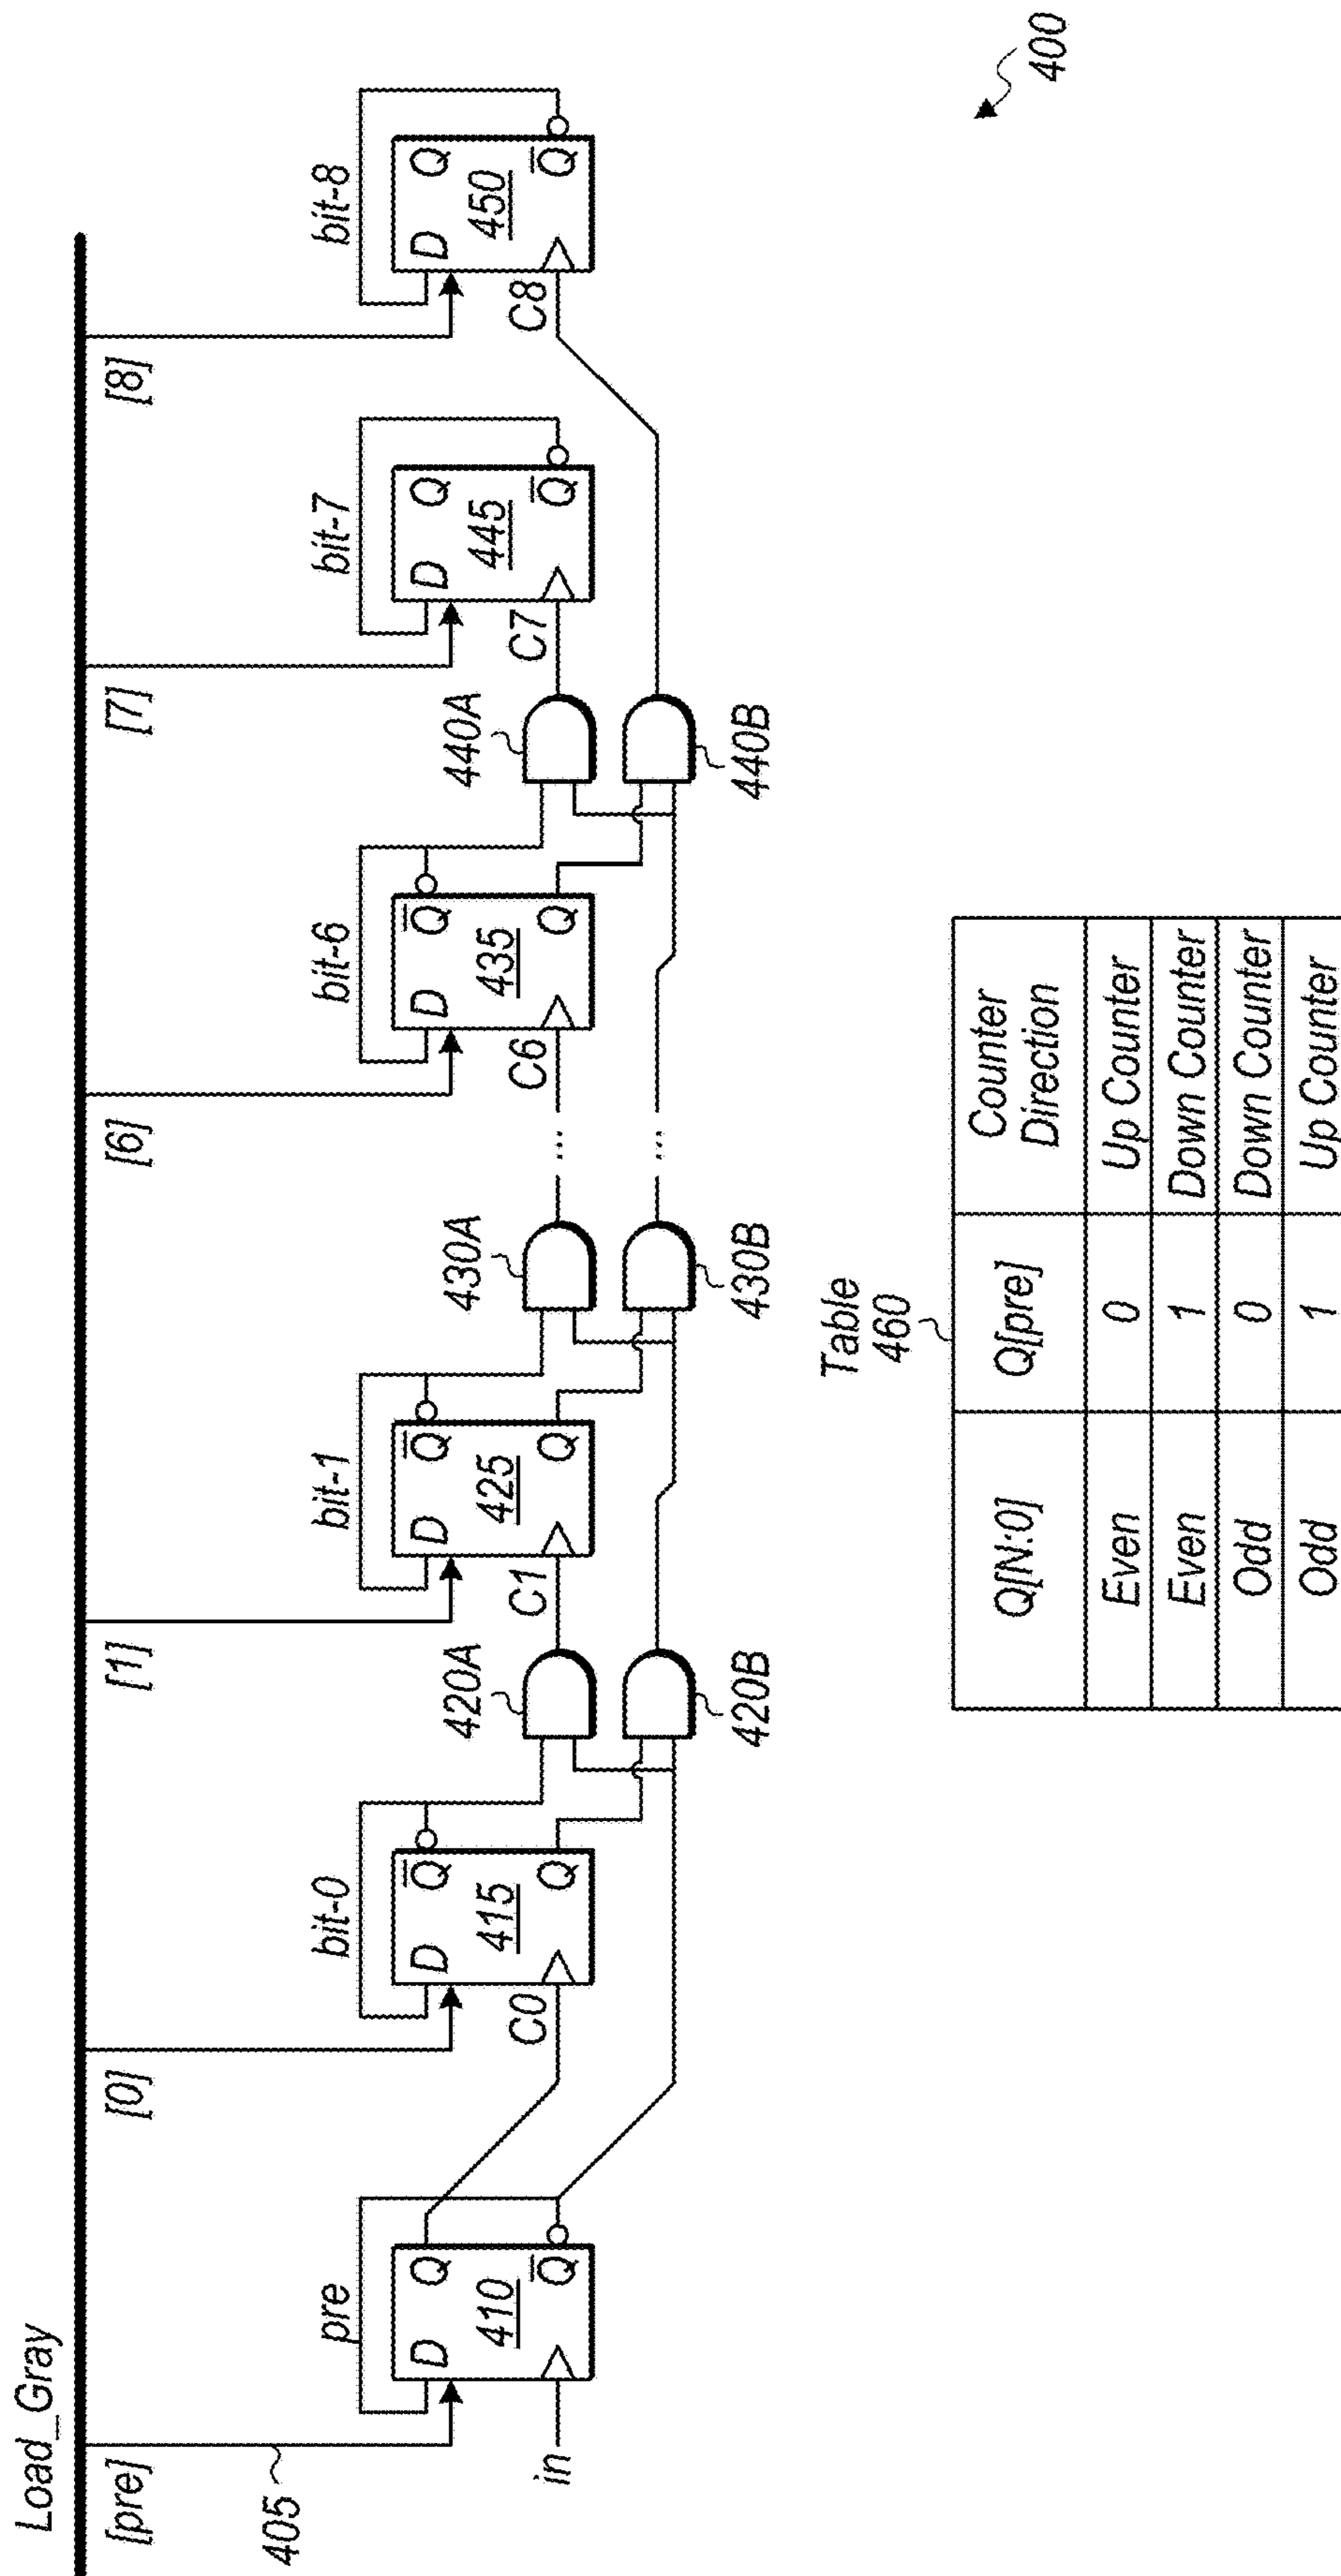 Load_Gray
[pre]
[0]
[1]
[6]
[7]
[8]
405
pre
bit-0
bit-1
bit-6
bit-7
bit-8
D Q
410
Q̅
in
C0
D Q̅
415
Q
420A
420B
C1
D Q̅
425
Q
430A
430B
...
...
C6
D Q̅
435
Q
440A
440B
C7
D Q
445
Q̅
C8
D Q
450
Q̅
400
Table
460
Q[N:0] Q[pre] Counter Direction
Even 0 Up Counter
Even 1 Down Counter
Odd 0 Down Counter
Odd 1 Up Counter